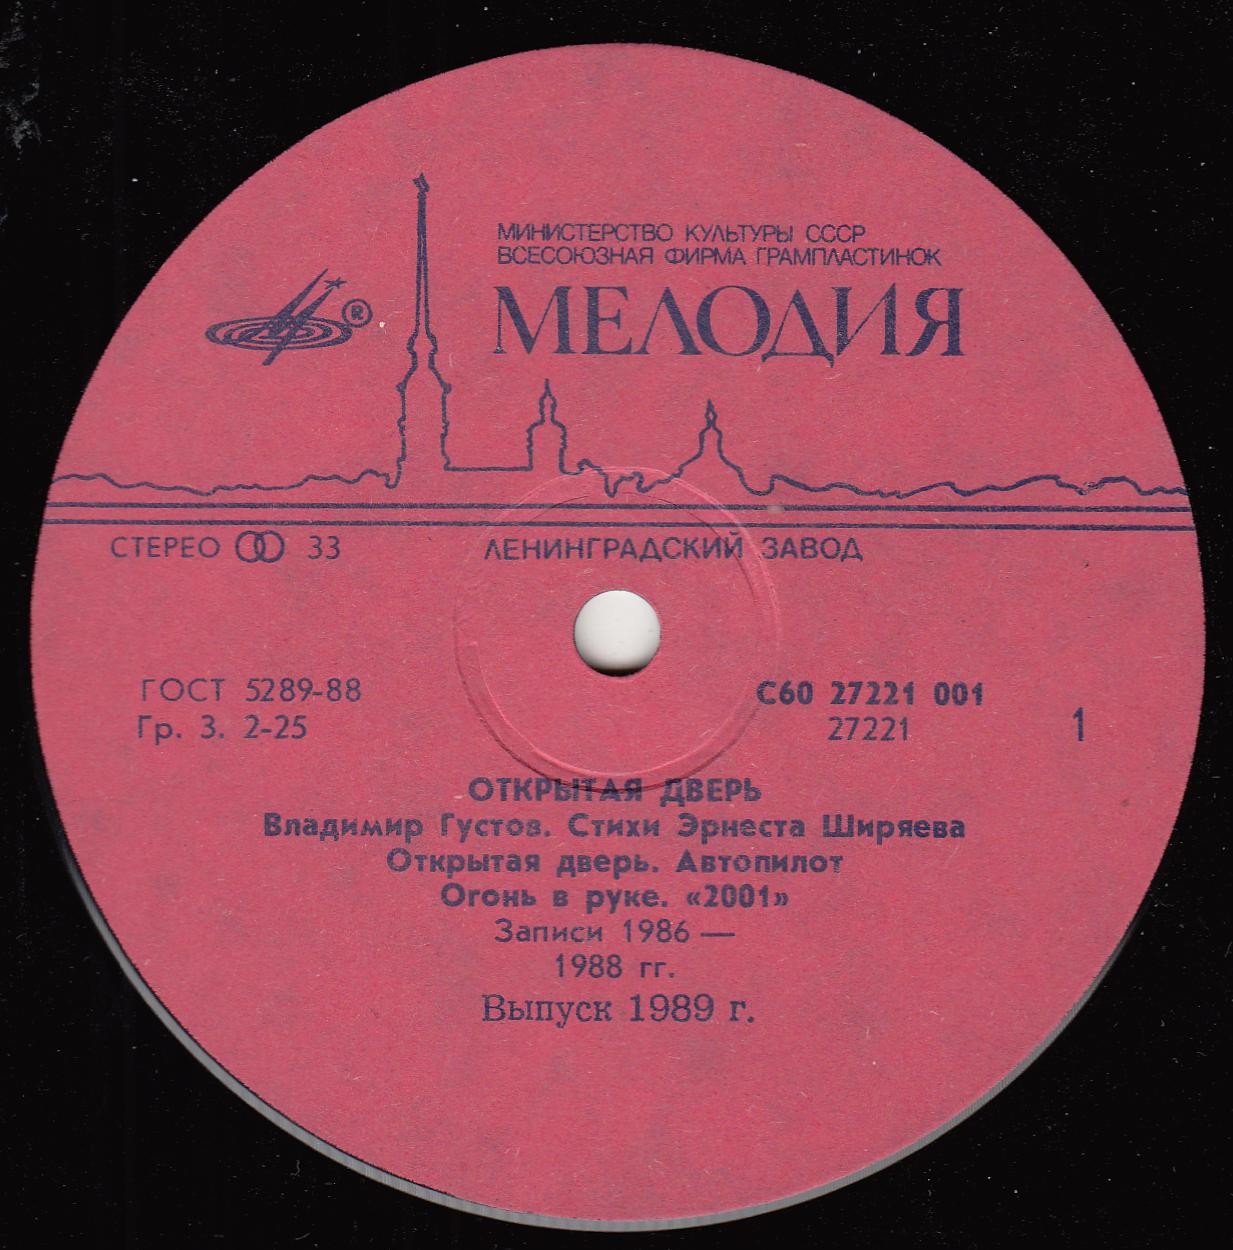 МИНИСТЕРСТВО КУЛЬТУРЫ СССР
ВСЕСОЮЗНАЯ ФИРМА ГРАМПЛАСТИНОК
®
МЕЛОДИЯ
СТЕРЕО 33
ЛЕНИНГРАДСКИЙ ЗАВОД
ГОСТ 5289-88
Гр. 3. 2-25
С60 27221 001
27221
1
ОТКРЫТАЯ ДВЕРЬ
Владимир Густов. Стихи Эрнеста Ширяева
Открытая дверь. Автопилот
Огонь в руке. «2001»
Записи 1986 —
1988 гг.
Выпуск 1989 г.